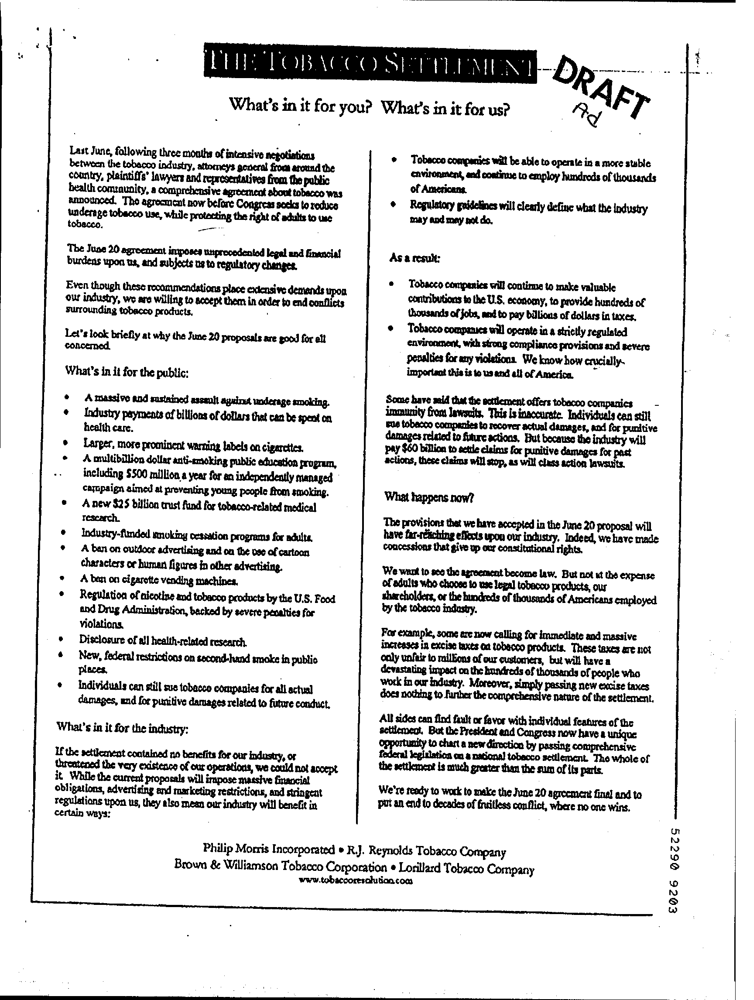 THE TOBACCO SETTLEMENT
DRAFT
Ad
What's in it for you? What's in it for us?
Last June, following three months of intensive negotiations
between the tobacco industry, attorneys general from around the
country, plaintiffs' lawyers and representatives from the public
health community, a comprehensive agreement about tobacco was
announced. The agreement now before Congress seeks to reduce
underage tobacco use, while protecting the right of adults to use
tobacco.
The June 20 agreement imposes unprecedented legal and financial
burdens upon us, and subjects us to regulatory changes.
Even though these recommendations place extensive demands upon
our industry, we are willing to accept them in order to end conflicts
surrounding tobacco products.
Let's look briefly at why the June 20 proposals are good for all
concerned.
What's in it for the public:
• A massive and sustained assault against underage smoking.
• Industry payments of billions of dollars that can be spent on
health care.
• Larger, more prominent warning labels on cigarettes.
• A multibillion dollar anti-smoking public education program,
including $500 million a year for an independently managed
campaign aimed at preventing young people from smoking.
• A new $25 billion trust fund for tobacco-related medical
research.
• Industry-funded smoking cessation programs for adults.
• A ban on outdoor advertising and on the use of cartoon
characters or human figures in other advertising.
• A ban on cigarette vending machines.
• Regulation of nicotine and tobacco products by the U.S. Food
and Drug Administration, backed by severe penalties for
violations.
• Disclosure of all health-related research.
• New, federal restrictions on second-hand smoke in public
places.
• Individuals can still sue tobacco companies for all actual
damages, and for punitive damages related to future conduct.
What's in it for the industry:
If the settlement contained no benefits for our industry, or
threatened the very existence of our operations, we could not accept
it. While the current proposals will impose massive financial
obligations, advertising and marketing restrictions, and stringent
regulations upon us, they also mean our industry will benefit in
certain ways:
• Tobacco companies will be able to operate in a more stable
environment, and continue to employ hundreds of thousands
of Americans.
• Regulatory guidelines will clearly define what the industry
may and may not do.
As a result:
• Tobacco companies will continue to make valuable
contributions to the U.S. economy, to provide hundreds of
thousands of jobs, and to pay billions of dollars in taxes.
• Tobacco companies will operate in a strictly regulated
environment, with strong compliance provisions and severe
penalties for any violations. We know how crucially
important this is to us and all of America.
Some have said that the settlement offers tobacco companies
immunity from lawsuits. This is inaccurate. Individuals can still
sue tobacco companies to recover actual damages, and for punitive
damages related to future actions. But because the industry will
pay $60 billion to settle claims for punitive damages for past
actions, these claims will stop, as will class action lawsuits.
What happens now?
The provisions that we have accepted in the June 20 proposal will
have far-reaching effects upon our industry. Indeed, we have made
concessions that give up our constitutional rights.
We want to see the agreement become law. But not at the expense
of adults who choose to use legal tobacco products, our
shareholders, or the hundreds of thousands of Americans employed
by the tobacco industry.
For example, some are now calling for immediate and massive
increases in excise taxes on tobacco products. These taxes are not
only unfair to millions of our customers, but will have a
devastating impact on the hundreds of thousands of people who
work in our industry. Moreover, simply passing new excise taxes
does nothing to further the comprehensive nature of the settlement.
All sides can find fault or favor with individual features of the
settlement. But the President and Congress now have a unique
opportunity to chart a new direction by passing comprehensive
federal legislation on a national tobacco settlement. The whole of
the settlement is much greater than the sum of its parts.
We're ready to work to make the June 20 agreement final and to
put an end to decades of fruitless conflict, where no one wins.
Philip Morris Incorporated • R.J. Reynolds Tobacco Company
Brown & Williamson Tobacco Corporation • Lorillard Tobacco Company
www.tobaccoresolution.com
52290 9203